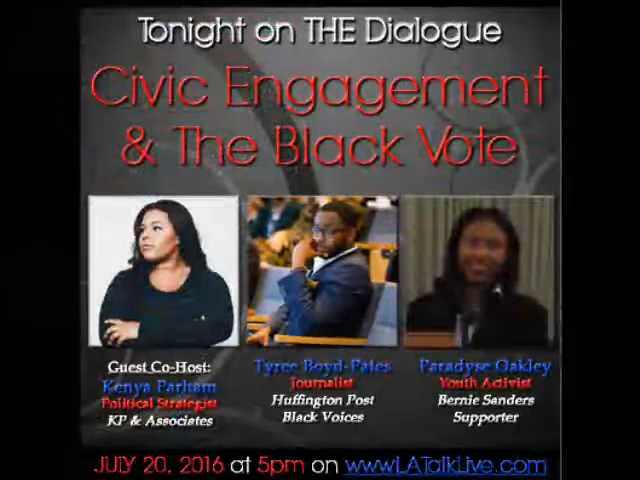 Tonight on THE Dialogue
Civic Engagement
& The Black Vote
Guest Co-Host:
Kenya Parham
Political Strategist
KP & Associates
Tyree Boyd-Pates
Journalist
Huffington Post
Black Voices
Paradyse Oakley
Youth Activist
Bernie Sanders
Supporter
JULY 20, 2016 at 5pm on www.LATalkLive.com